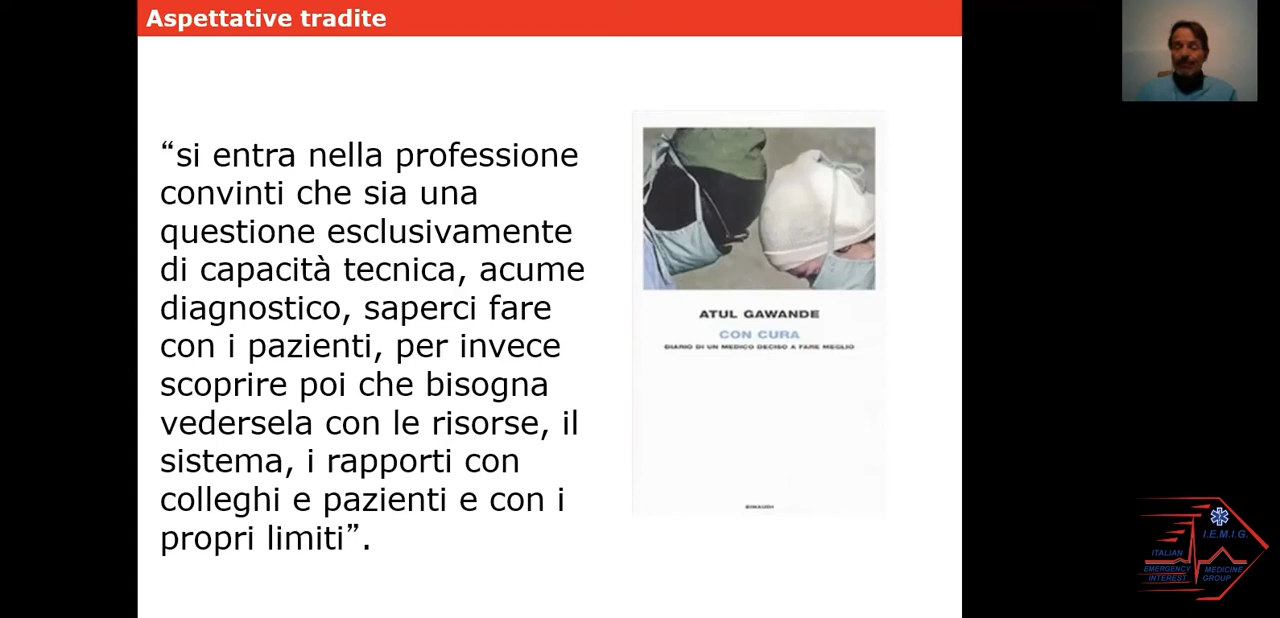 Aspettative tradite
“si entra nella professione
convinti che sia una
questione esclusivamente
di capacità tecnica, acume
diagnostico, saperci fare
con i pazienti, per invece
scoprire poi che bisogna
vedersela con le risorse, il
sistema, i rapporti con
colleghi e pazienti e con i
propri limiti”.
ATUL GAWANDE
CON CURA
DIARIO DI UN MEDICO DECISO A FARE MEGLIO
EINAUDI
I.E.M.I.G.
ITALIAN
EMERGENCY
INTEREST
MEDICINE
GROUP